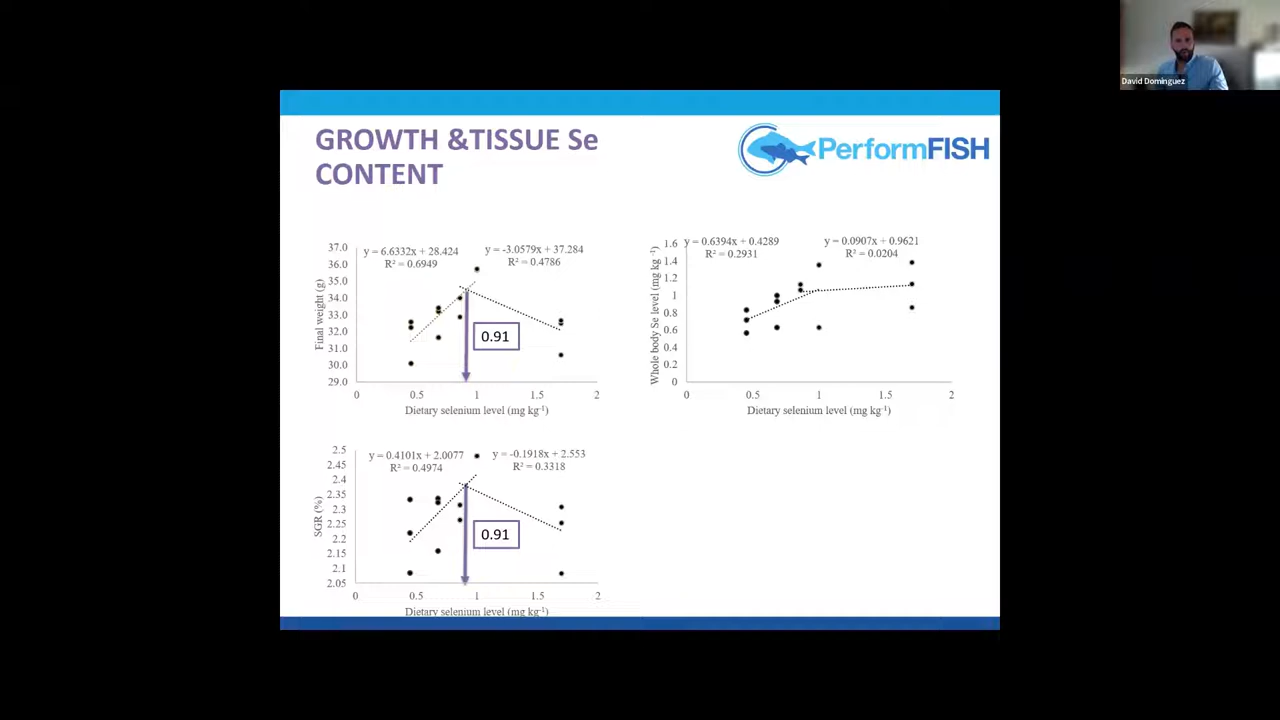 David Dominguez
GROWTH &TISSUE Se
CONTENT
PerformFISH
y = 6.6332x + 28.424
R² = 0.6949
y = -3.0579x + 37.284
R² = 0.4786
Final weight (g)
37.0
36.0
35.0
34.0
33.0
32.0
31.0
30.0
29.0
0.91
0 0.5 1 1.5 2
Dietary selenium level (mg kg⁻¹)
y = 0.6394x + 0.4289
R² = 0.2931
y = 0.0907x + 0.9621
R² = 0.0204
Whole body Se level (mg kg⁻¹)
1.6
1.4
1.2
1
0.8
0.6
0.4
0.2
0
0 0.5 1 1.5 2
Dietary selenium level (mg kg⁻¹)
y = 0.4101x + 2.0077
R² = 0.4974
y = -0.1918x + 2.553
R² = 0.3318
SGR (%)
2.5
2.45
2.4
2.35
2.3
2.25
2.2
2.15
2.1
2.05
0.91
0 0.5 1 1.5 2
Dietary selenium level (mg kg⁻¹)